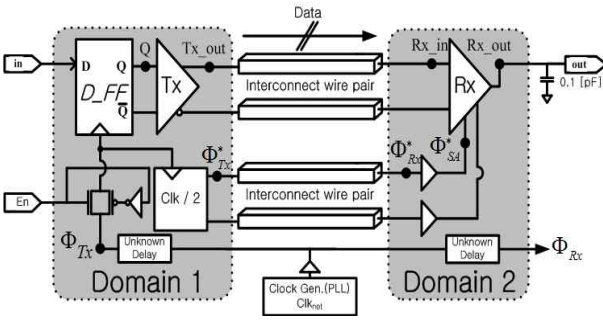 Data
in
D Q
D_FF
Q
Q
Tx
Tx_out
Interconnect wire pair
Rx_in
Rx_out
Rx
out
0.1 [pF]
En
Clk / 2
Φ*Tx
Interconnect wire pair
Φ*Rx
Φ*SA
ΦTx
Unknown Delay
Unknown Delay
ΦRx
Domain 1
Clock Gen.(PLL)
Clknet
Domain 2